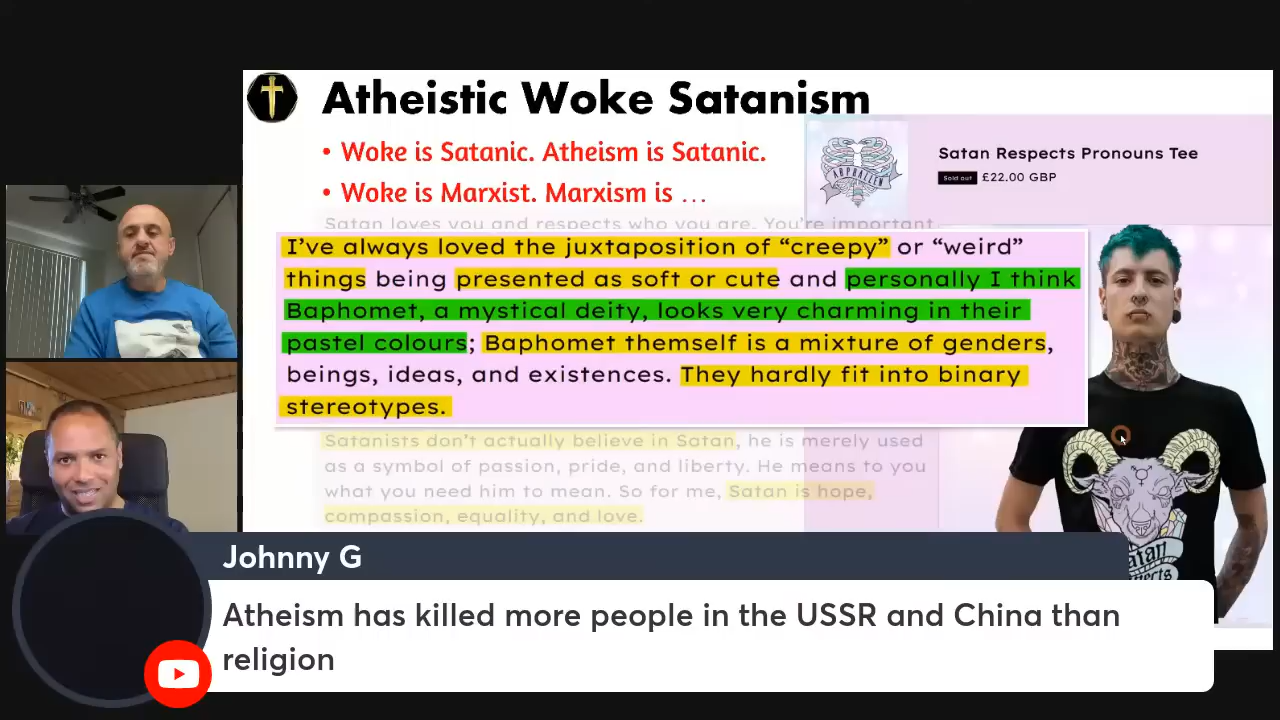 Atheistic Woke Satanism
• Woke is Satanic. Atheism is Satanic.
• Woke is Marxist. Marxism is ...
ABPRALLEN
Satan Respects Pronouns Tee
Sold out £22.00 GBP
Satan loves you and respects who you are. You're important
I've always loved the juxtaposition of “creepy” or “weird”
things being presented as soft or cute and personally I think
Baphomet, a mystical deity, looks very charming in their
pastel colours; Baphomet themself is a mixture of genders,
beings, ideas, and existences. They hardly fit into binary
stereotypes.
Satanists don't actually believe in Satan, he is merely used
as a symbol of passion, pride, and liberty. He means to you
what you need him to mean. So for me, Satan is hope,
compassion, equality, and love.
Johnny G
Atheism has killed more people in the USSR and China than
religion